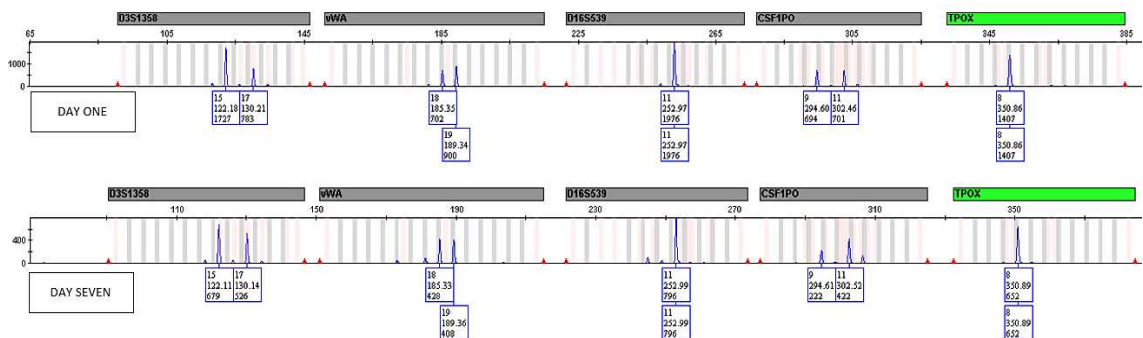 D3S1358 vWA D16S539 CSF1PO TPOX
65 105 145 185 225 265 305 345 385
1000
0
DAY ONE
15 17 18 11 9 11 8
122.18 130.21 185.35 252.97 294.60 302.46 350.86
1727 783 702 1976 694 701 1407
19 11 8
189.34 252.97 350.86
900 1976 1407
D3S1358 vWA D16S539 CSF1PO TPOX
110 150 190 230 270 310 350
400
0
DAY SEVEN
15 17 18 11 9 11 8
122.11 130.14 185.33 252.99 294.61 302.52 350.89
679 526 428 796 222 422 652
19 11 8
189.36 252.99 350.89
408 796 652